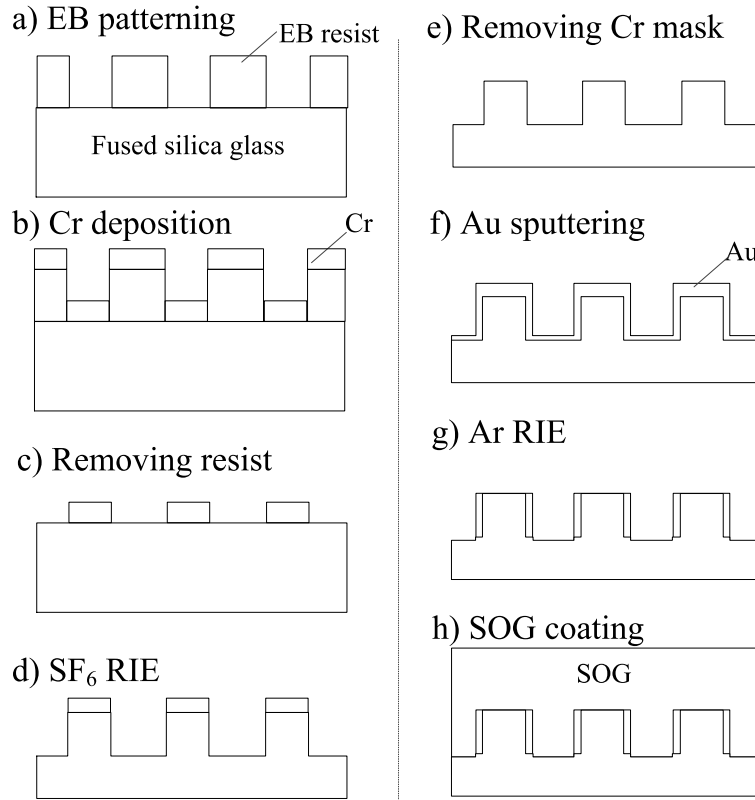 a) EB patterning
EB resist
Fused silica glass
b) Cr deposition
Cr
c) Removing resist
d) SF₆ RIE
e) Removing Cr mask
f) Au sputtering
Au
g) Ar RIE
h) SOG coating
SOG